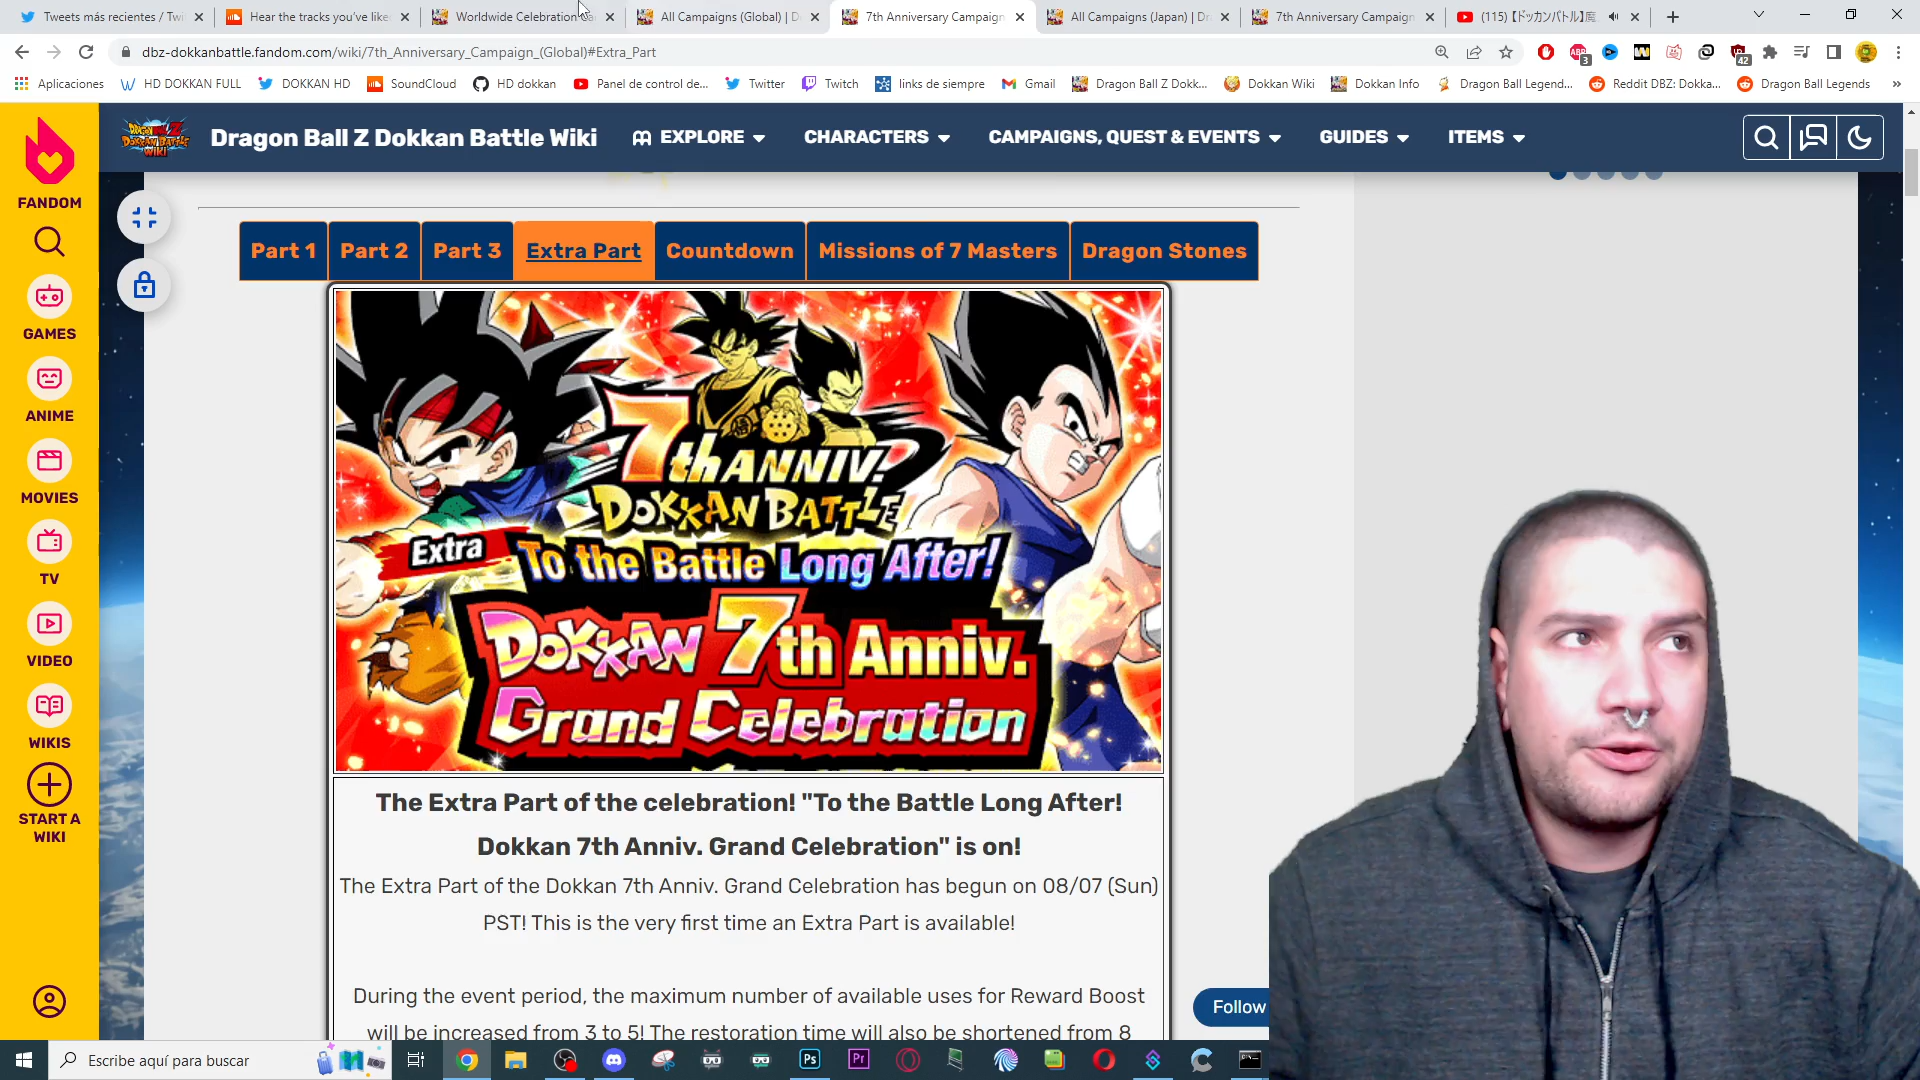 Tweets más recientes / Twi
Hear the tracks you've like
Worldwide Celebration
All Campaigns (Global) | D
7th Anniversary Campaign
All Campaigns (Japan) | Dr
7th Anniversary Campaign
(115) 【ドッカンバトル】魔
dbz-dokkanbattle.fandom.com/wiki/7th_Anniversary_Campaign_(Global)#Extra_Part
3
42
Aplicaciones
HD DOKKAN FULL
DOKKAN HD
SoundCloud
HD dokkan
Panel de control de...
Twitter
Twitch
links de siempre
Gmail
Dragon Ball Z Dokk...
Dokkan Wiki
Dokkan Info
Dragon Ball Legend...
Reddit DBZ: Dokka...
Dragon Ball Legends
»
Dragon Ball Z Dokkan Battle Wiki
EXPLORE
CHARACTERS
CAMPAIGNS, QUEST & EVENTS
GUIDES
ITEMS
FANDOM
GAMES
ANIME
MOVIES
TV
VIDEO
WIKIS
START A
WIKI
Part 1
Part 2
Part 3
Extra Part
Countdown
Missions of 7 Masters
Dragon Stones
7th ANNIV.
DOKKAN BATTLE
Extra To the Battle Long After!
DOKKAN 7th Anniv.
Grand Celebration
The Extra Part of the celebration! "To the Battle Long After!
Dokkan 7th Anniv. Grand Celebration" is on!
The Extra Part of the Dokkan 7th Anniv. Grand Celebration has begun on 08/07 (Sun)
PST! This is the very first time an Extra Part is available!
During the event period, the maximum number of available uses for Reward Boost
will be increased from 3 to 5! The restoration time will also be shortened from 8
Follow
Escribe aquí para buscar
Ps
Pr